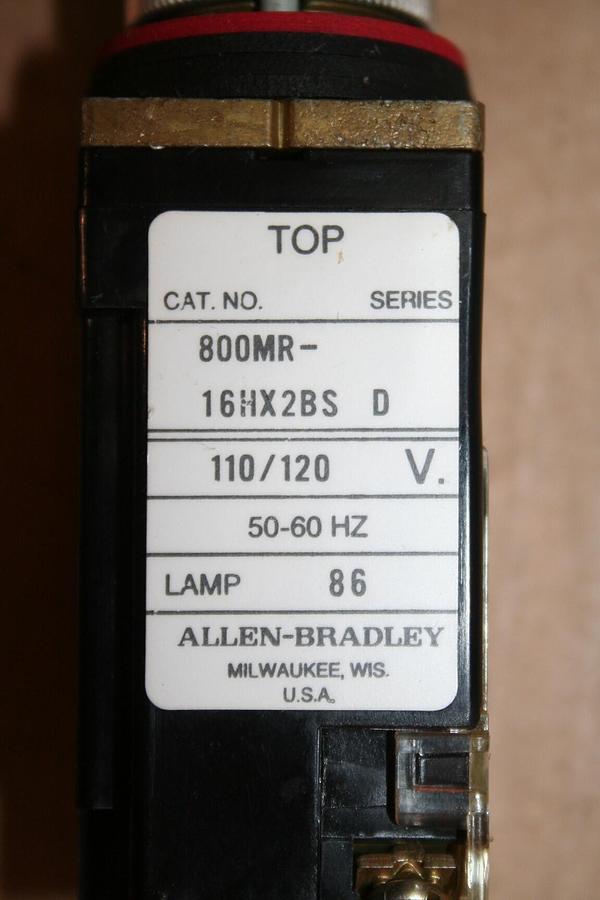 TOP
CAT. NO. SERIES
800MR-
16HX2BS D
110/120 V.
50-60 HZ
LAMP 86
ALLEN-BRADLEY
MILWAUKEE, WIS.
U.S.A.